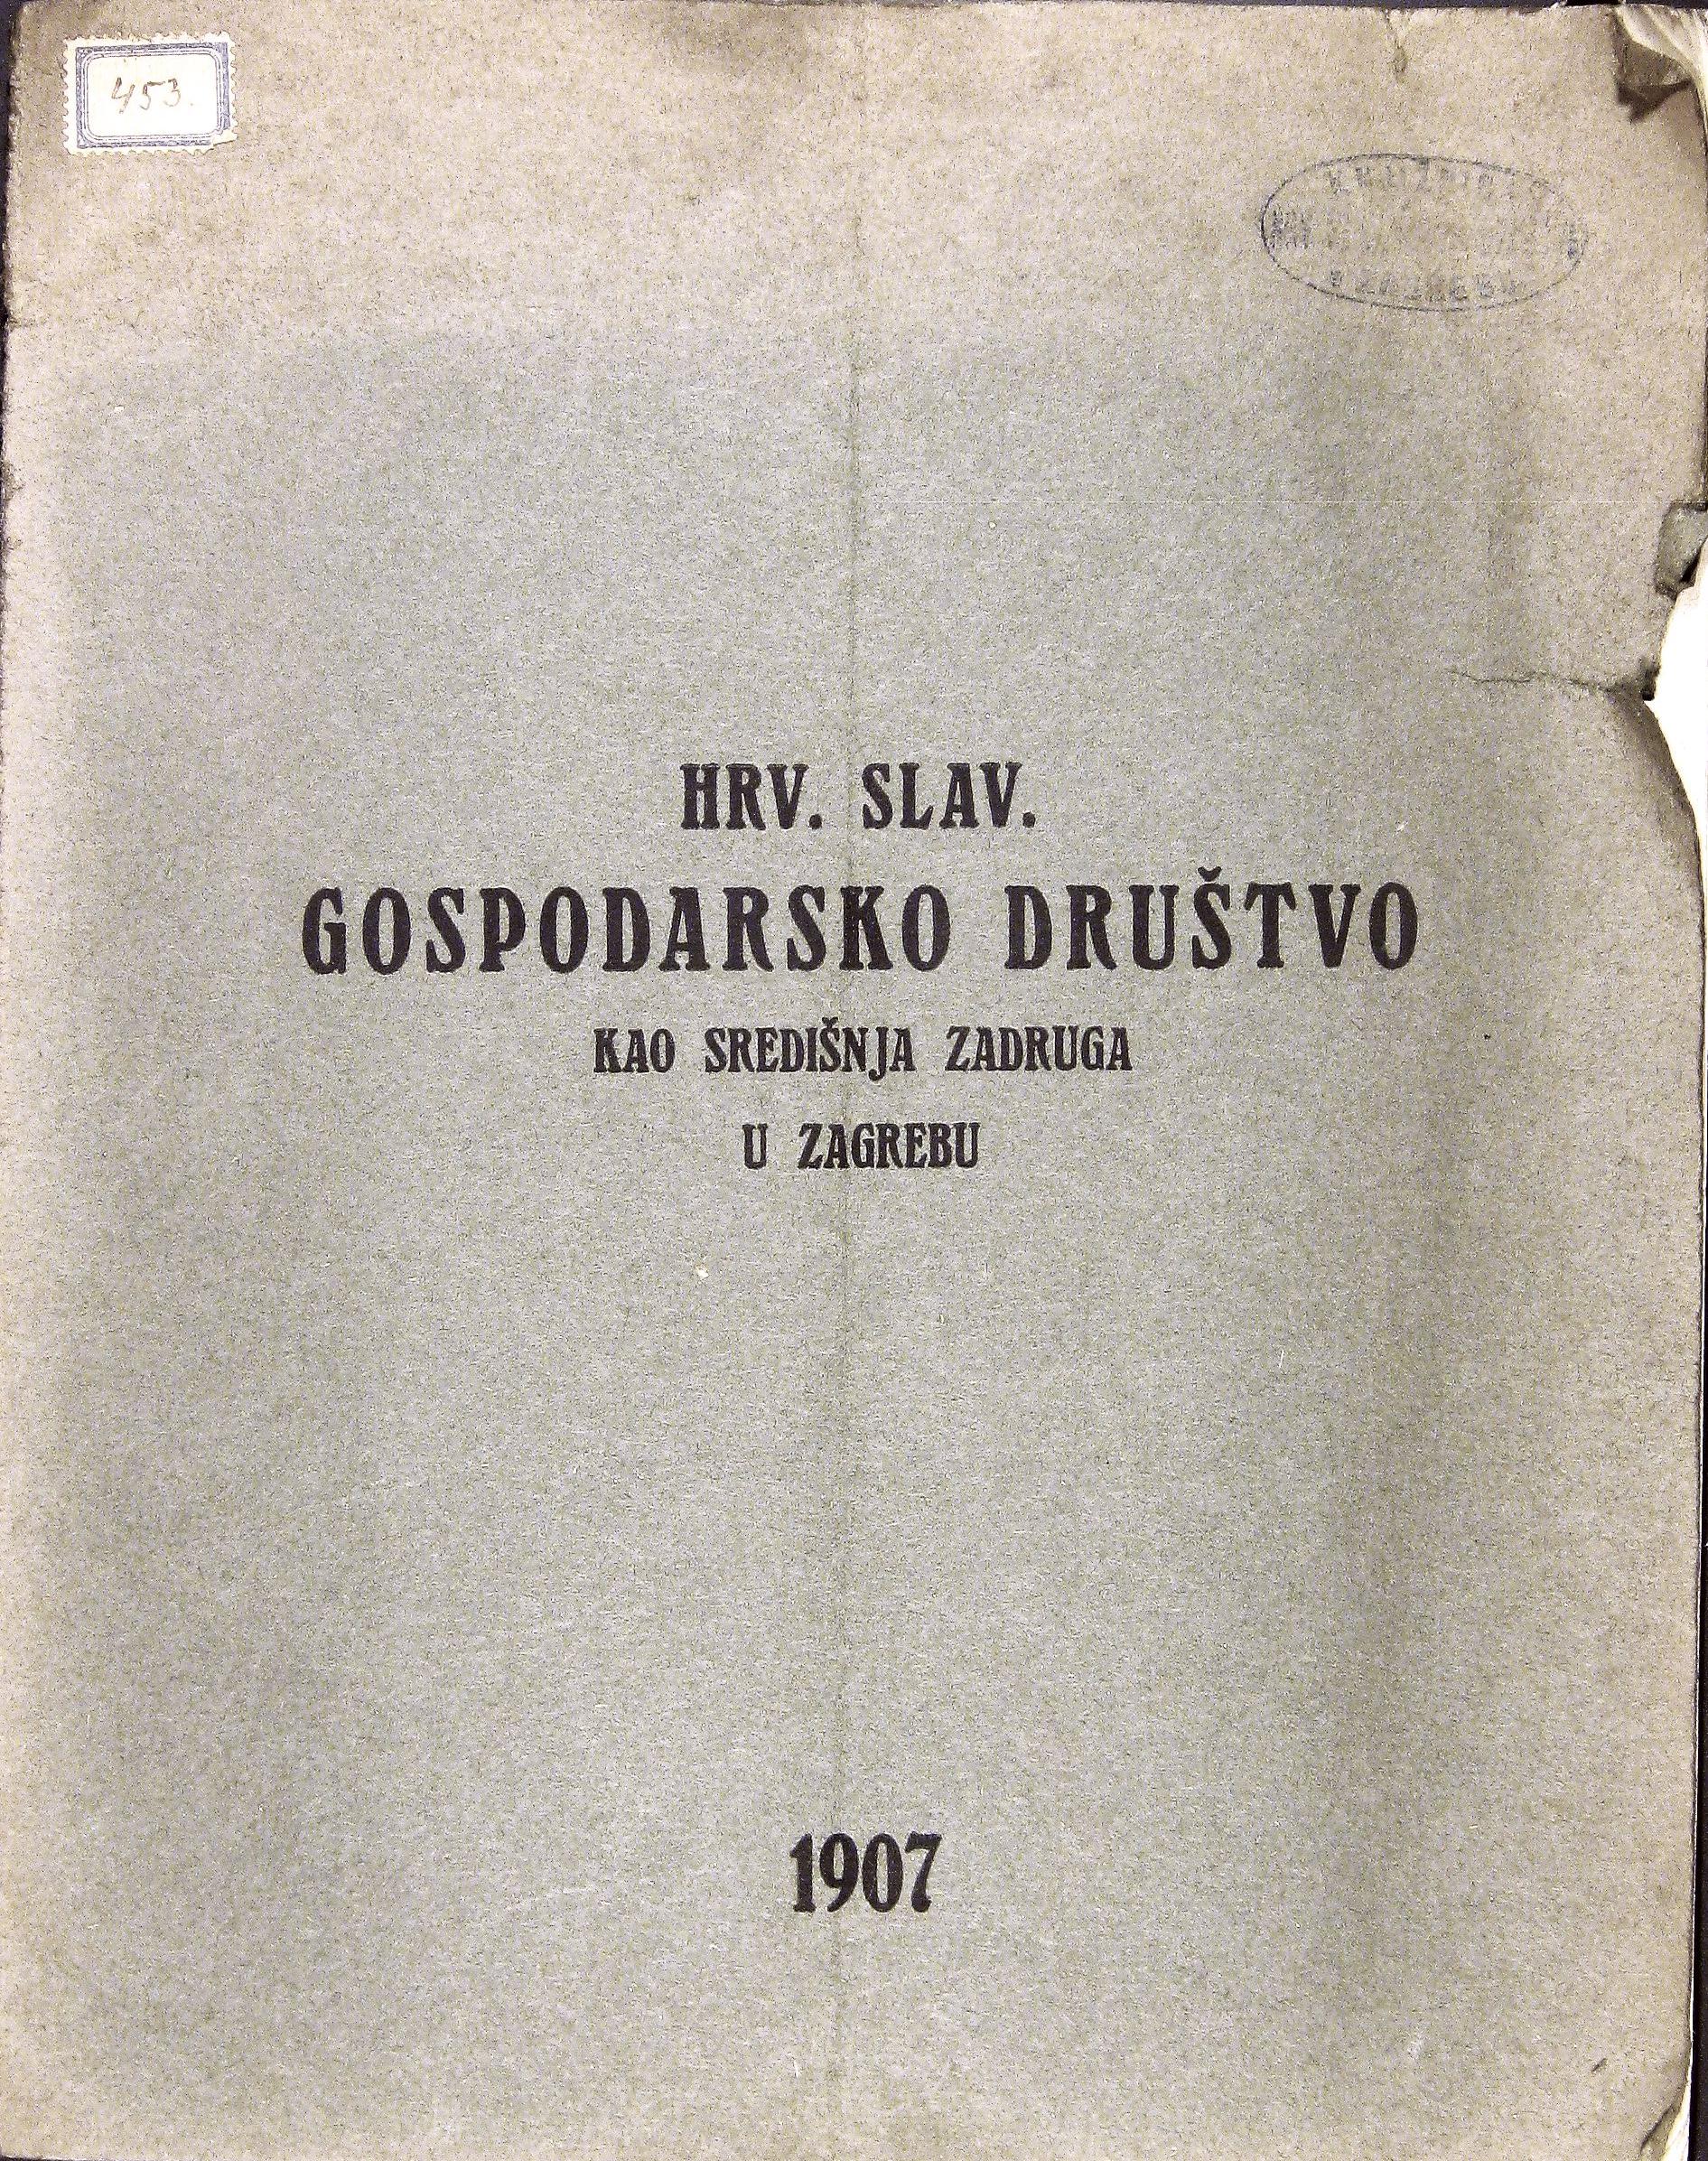 453.
HRV. SLAV.
GOSPODARSKO DRUŠTVO
KAO SREDIŠNJA ZADRUGA
U ZAGREBU
1907